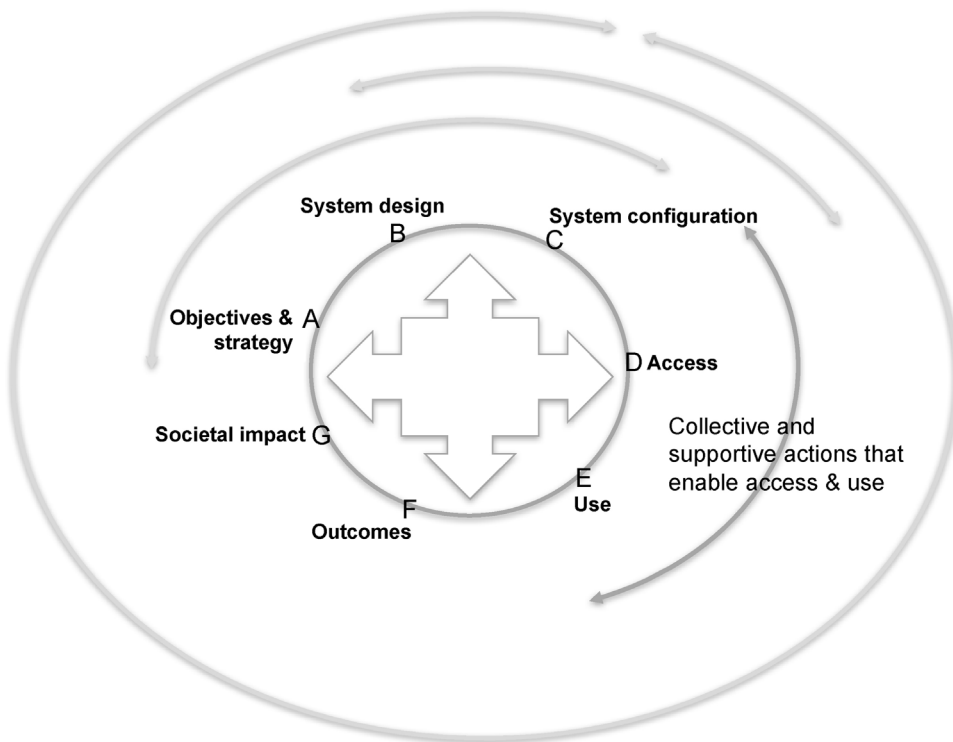 System design
B
System configuration
C
Objectives &
strategy
A
D Access
Societal impact G
Collective and
supportive actions that
enable access & use
E
Use
F
Outcomes